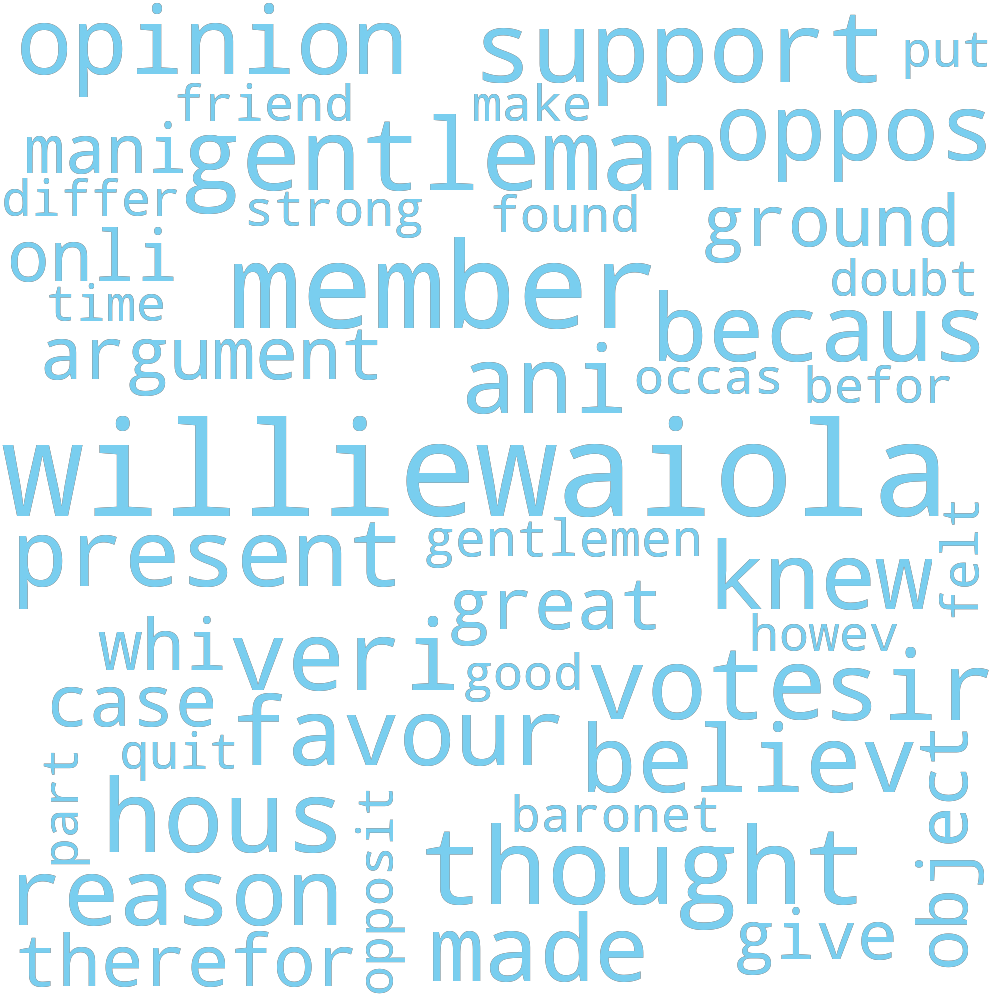 opinion
support
put
friend
make
mani
gentleman
oppos
differ
strong
found
ground
onli
member
doubt
time
becaus
argument
ani
occas
befor
williewaiola
felt
present
gentlemen
knew
great
howev
whi
veri
good
vote
sir
case
favour
quit
believ
object
part
hous
opposit
baronet
thought
reason
made
give
therefor